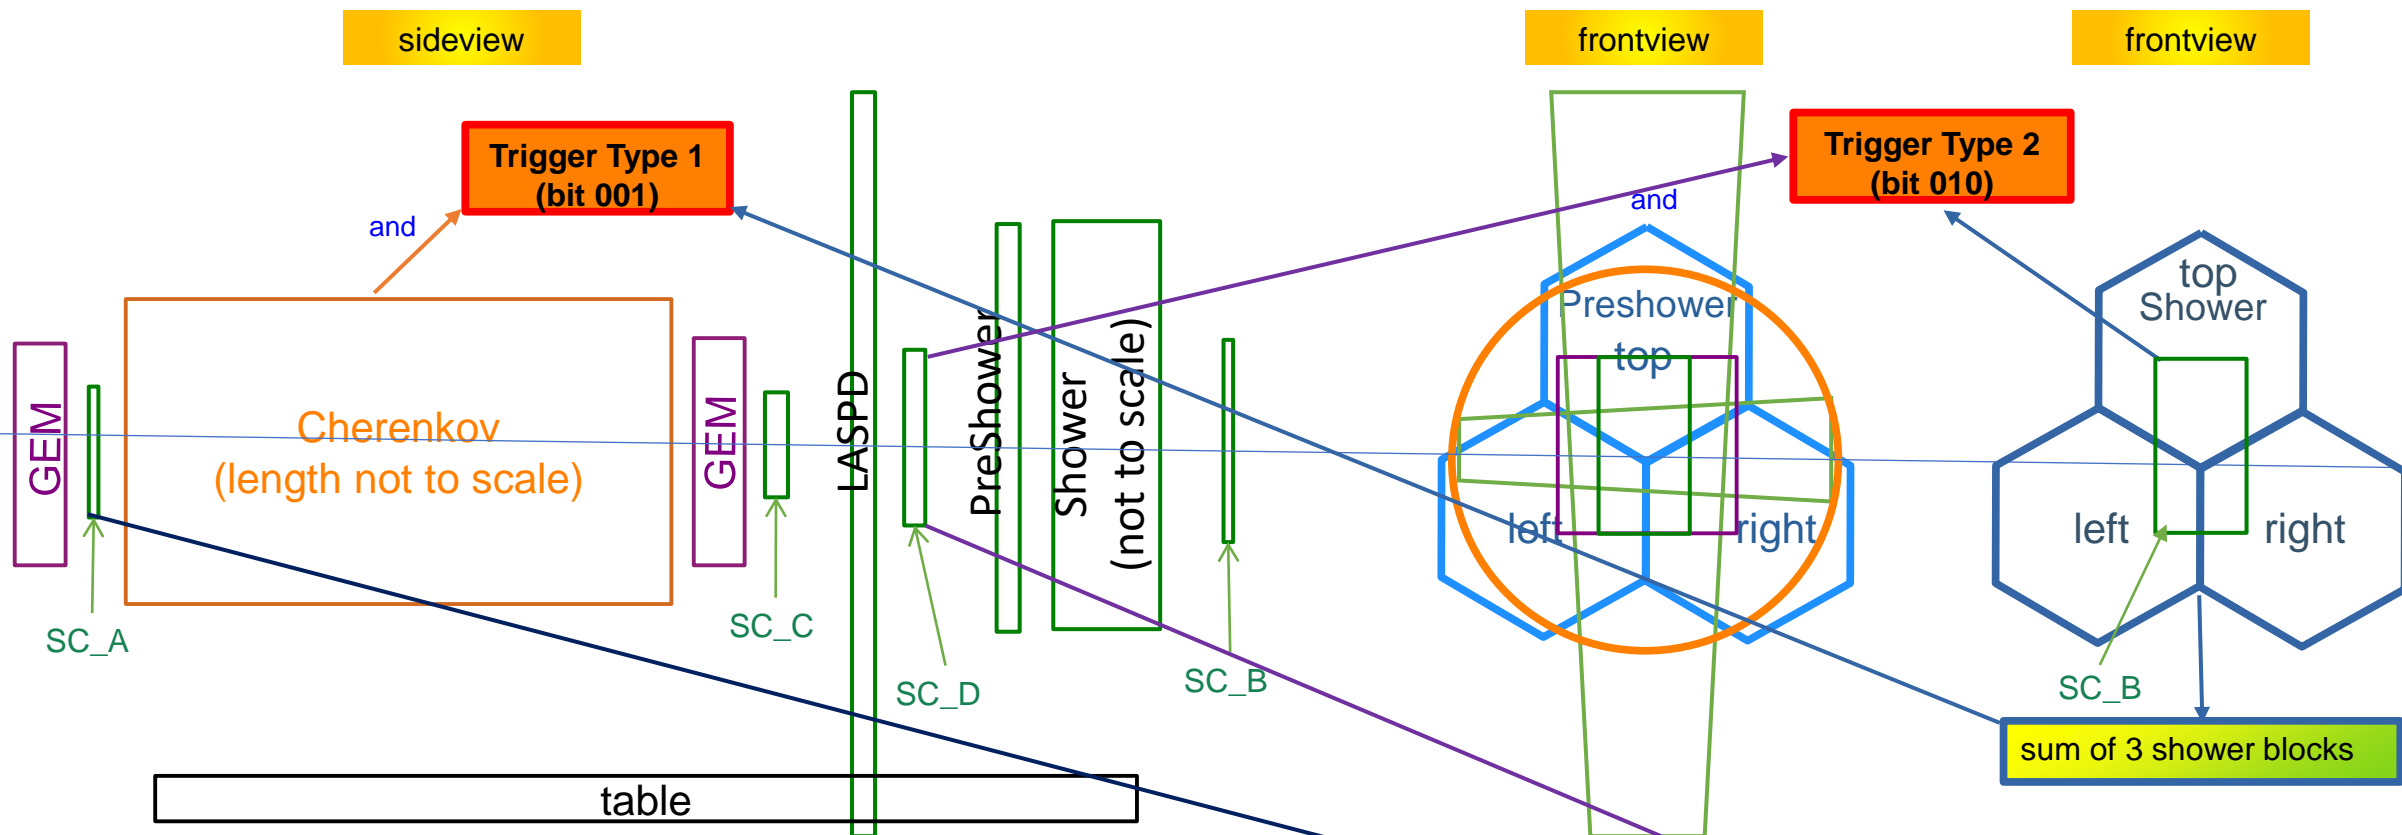 sideview
frontview
frontview
Trigger Type 1
(bit 001)
and
Trigger Type 2
(bit 010)
and
GEM
Cherenkov
(length not to scale)
GEM
LASPD
PreShower
Shower
(not to scale)
Preshower
top
left
right
top
Shower
left
right
SC_A
SC_C
SC_D
SC_B
SC_B
sum of 3 shower blocks
table